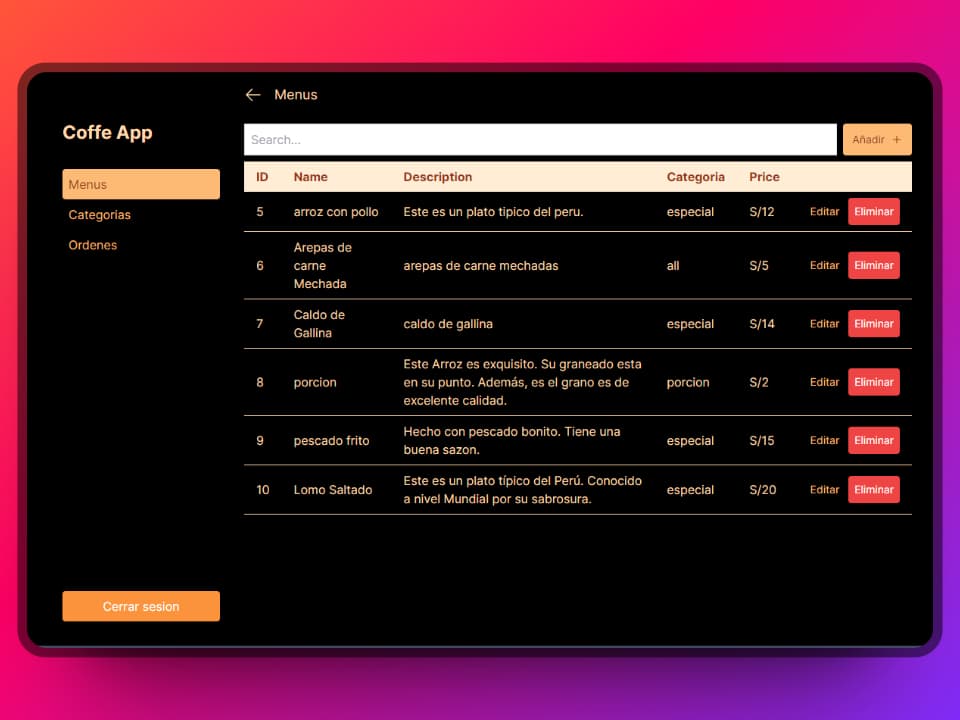 Menus
Coffe App
Search...
Añadir +
Menus
Categorias
Ordenes
ID Name Description Categoria Price
5 arroz con pollo Este es un plato tipico del peru. especial S/12 Editar Eliminar
Arepas de
carne
Mechada
6 arepas de carne mechadas all S/5 Editar Eliminar
Caldo de
Gallina
7 caldo de gallina especial S/14 Editar Eliminar
8 porcion
Este Arroz es exquisito. Su graneado esta
en su punto. Además, es el grano es de
excelente calidad.
porcion S/2 Editar Eliminar
9 pescado frito
Hecho con pescado bonito. Tiene una
buena sazon.
especial S/15 Editar Eliminar
10 Lomo Saltado
Este es un plato típico del Perú. Conocido
a nivel Mundial por su sabrosura.
especial S/20 Editar Eliminar
Cerrar sesion